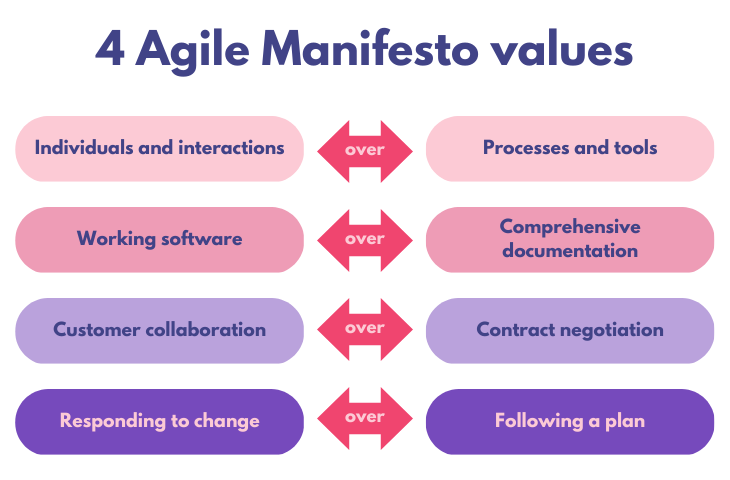 4 Agile Manifesto values
Individuals and interactions over Processes and tools
Working software over Comprehensive
documentation
Customer collaboration over Contract negotiation
Responding to change over Following a plan